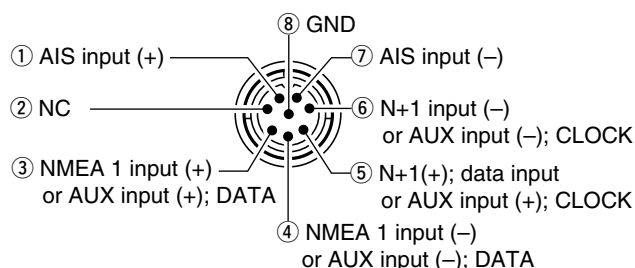 ⑧ GND
① AIS input (+)
⑦ AIS input (–)
② NC
⑥ N+1 input (–)
or AUX input (–); CLOCK
③ NMEA 1 input (+)
or AUX input (+); DATA
⑤ N+1(+); data input
or AUX input (+); CLOCK
④ NMEA 1 input (–)
or AUX input (–); DATA